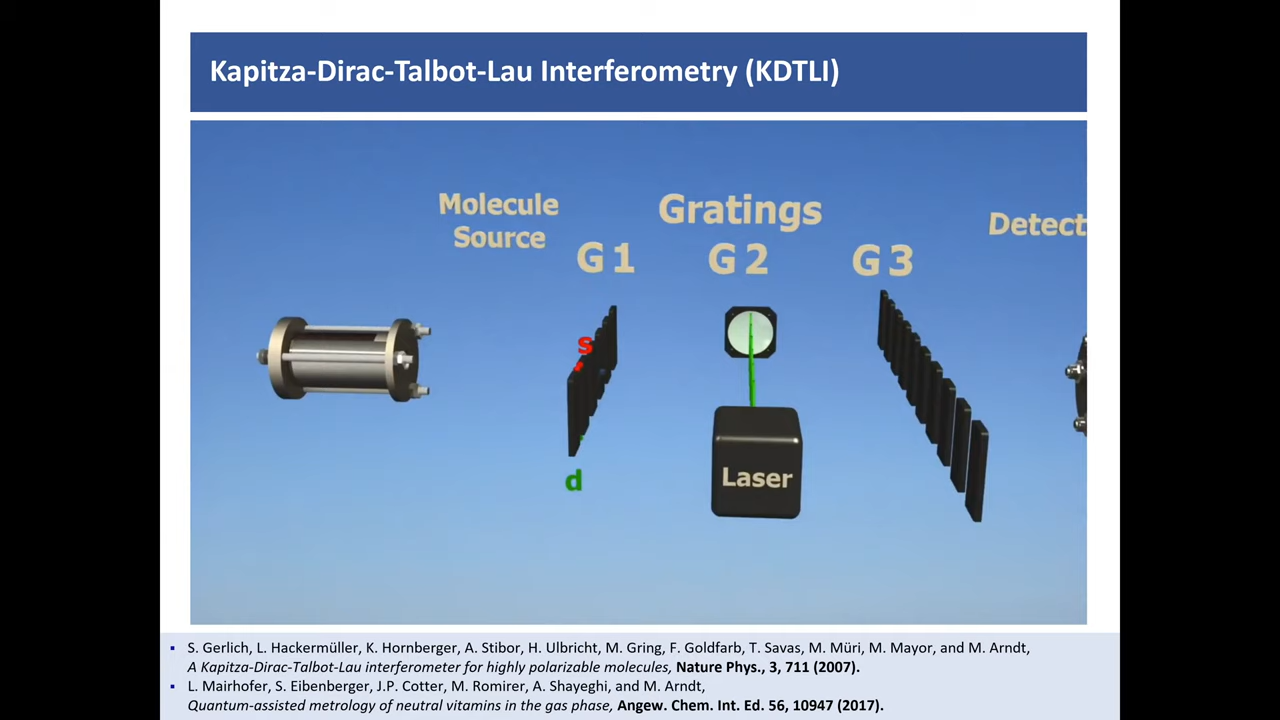 Kapitza-Dirac-Talbot-Lau Interferometry (KDTLI)
Molecule
Source
Gratings
G 1
G 2
G 3
Detect
s
d
Laser
S. Gerlich, L. Hackermüller, K. Hornberger, A. Stibor, H. Ulbricht, M. Gring, F. Goldfarb, T. Savas, M. Müri, M. Mayor, and M. Arndt,
A Kapitza-Dirac-Talbot-Lau interferometer for highly polarizable molecules, Nature Phys., 3, 711 (2007).
L. Mairhofer, S. Eibenberger, J.P. Cotter, M. Romirer, A. Shayeghi, and M. Arndt,
Quantum-assisted metrology of neutral vitamins in the gas phase, Angew. Chem. Int. Ed. 56, 10947 (2017).